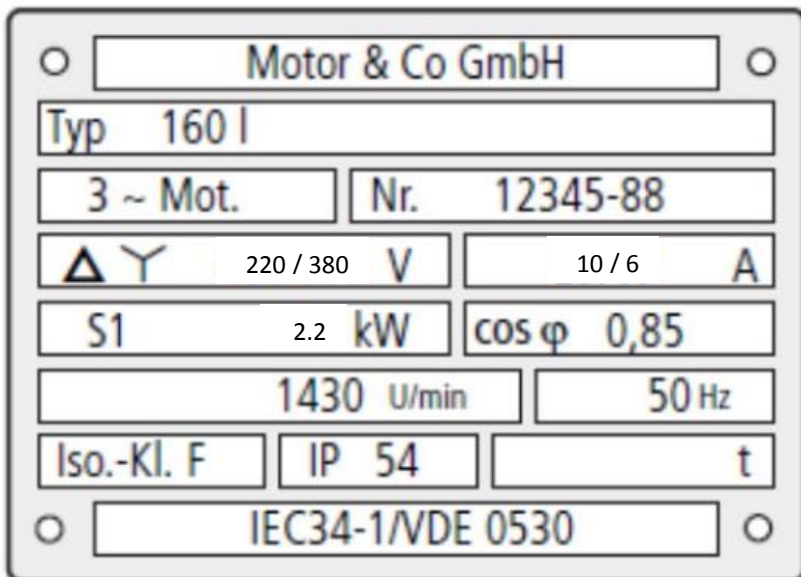 Motor & Co GmbH
Typ 160 l
3 ~ Mot. Nr. 12345-88
Δ Y 220 / 380 V 10 / 6 A
S1 2.2 kW cos φ 0,85
1430 U/min 50 Hz
Iso.-Kl. F IP 54 t
IEC34-1/VDE 0530